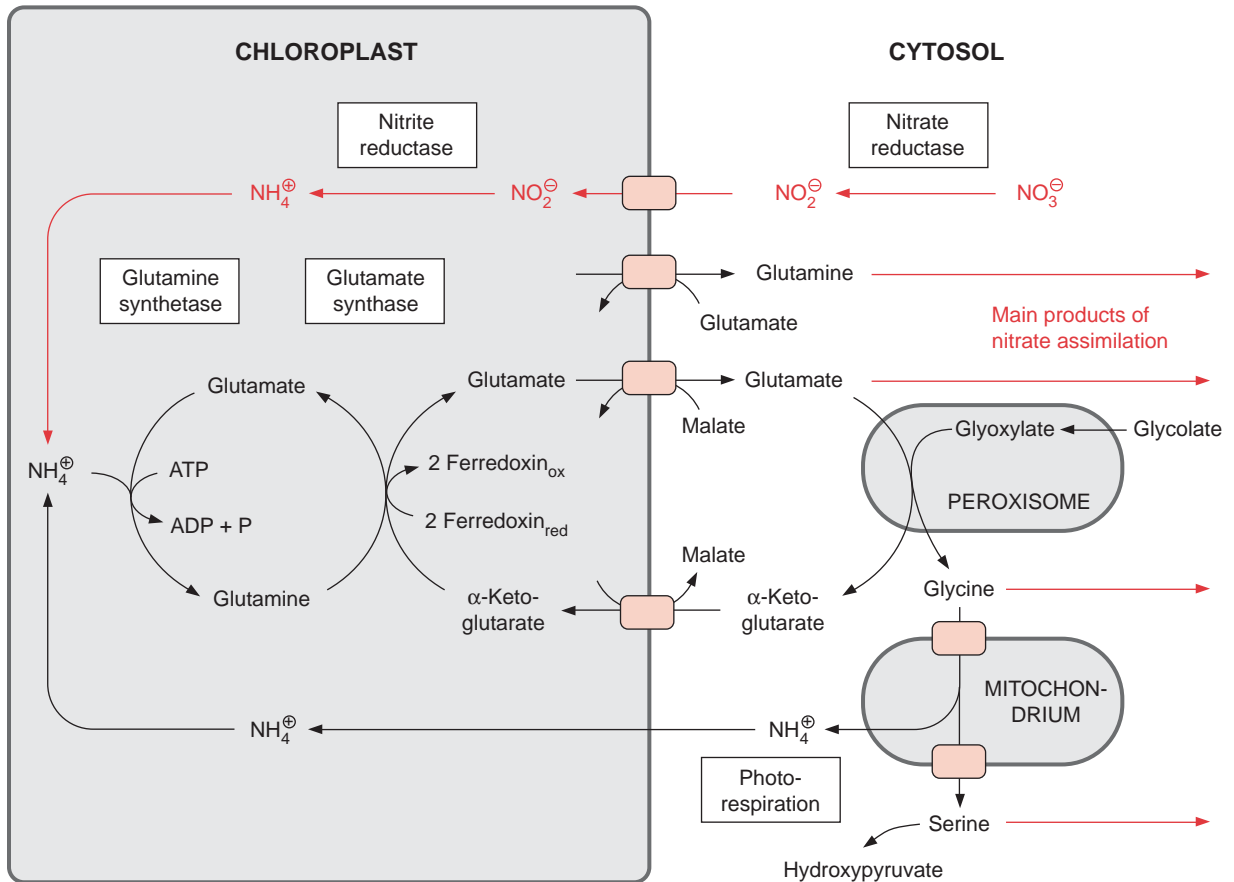 CHLOROPLAST
CYTOSOL
Nitrite
reductase
Nitrate
reductase
NH₄⊕
NO₂⊖
NO₂⊖
NO₃⊖
Glutamine
synthetase
Glutamate
synthase
Glutamine
Glutamate
Main products of
nitrate assimilation
Glutamate
Glutamate
Glutamate
Malate
Glyoxylate
Glycolate
NH₄⊕
ATP
2 Ferredoxinox
PEROXISOME
ADP + P
2 Ferredoxinred
Malate
Glutamine
α-Keto-
glutarate
α-Keto-
glutarate
Glycine
MITOCHON-
DRIUM
NH₄⊕
NH₄⊕
Photo-
respiration
Serine
Hydroxypyruvate